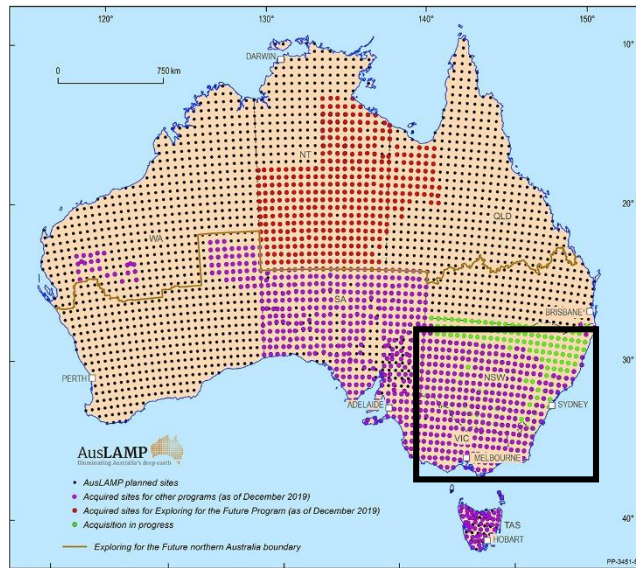 120°
130°
140°
150°
10°
DARWIN
0
750 km
NT
20°
QLD
WA
BRISBANE
SA
30°
PERTH
NSW
ADELAIDE
SYDNEY
VIC
MELBOURNE
AusLAMP
Illuminating Australia's deep earth
AusLAMP planned sites
Acquired sites for other programs (as of December 2019)
Acquired sites for Exploring for the Future Program (as of December 2019)
Acquisition in progress
Exploring for the Future northern Australia boundary
40°
TAS
HOBART